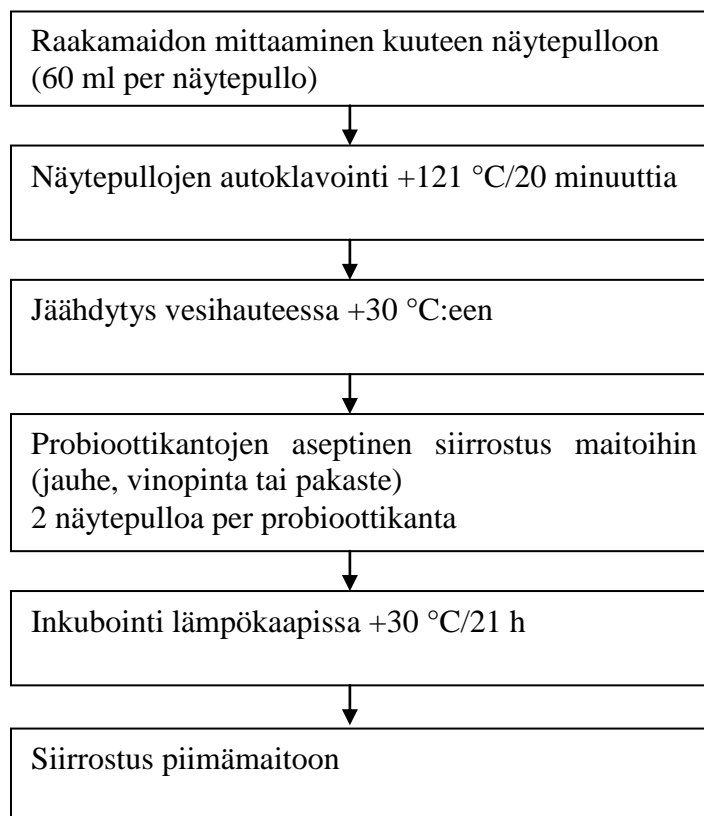 Raakamaidon mittaaminen kuuteen näytepulloon
(60 ml per näytepullo)
Näytepullojen autoklavointi +121 °C/20 minuuttia
Jäähdytys vesihauteessa +30 °C:een
Probioottikantojen aseptinen siirrostus maitoihin
(jauhe, vinopinta tai pakaste)
2 näytepulloa per probioottikanta
Inkubointi lämpökaapissa +30 °C/21 h
Siirrostus piimämaitoon